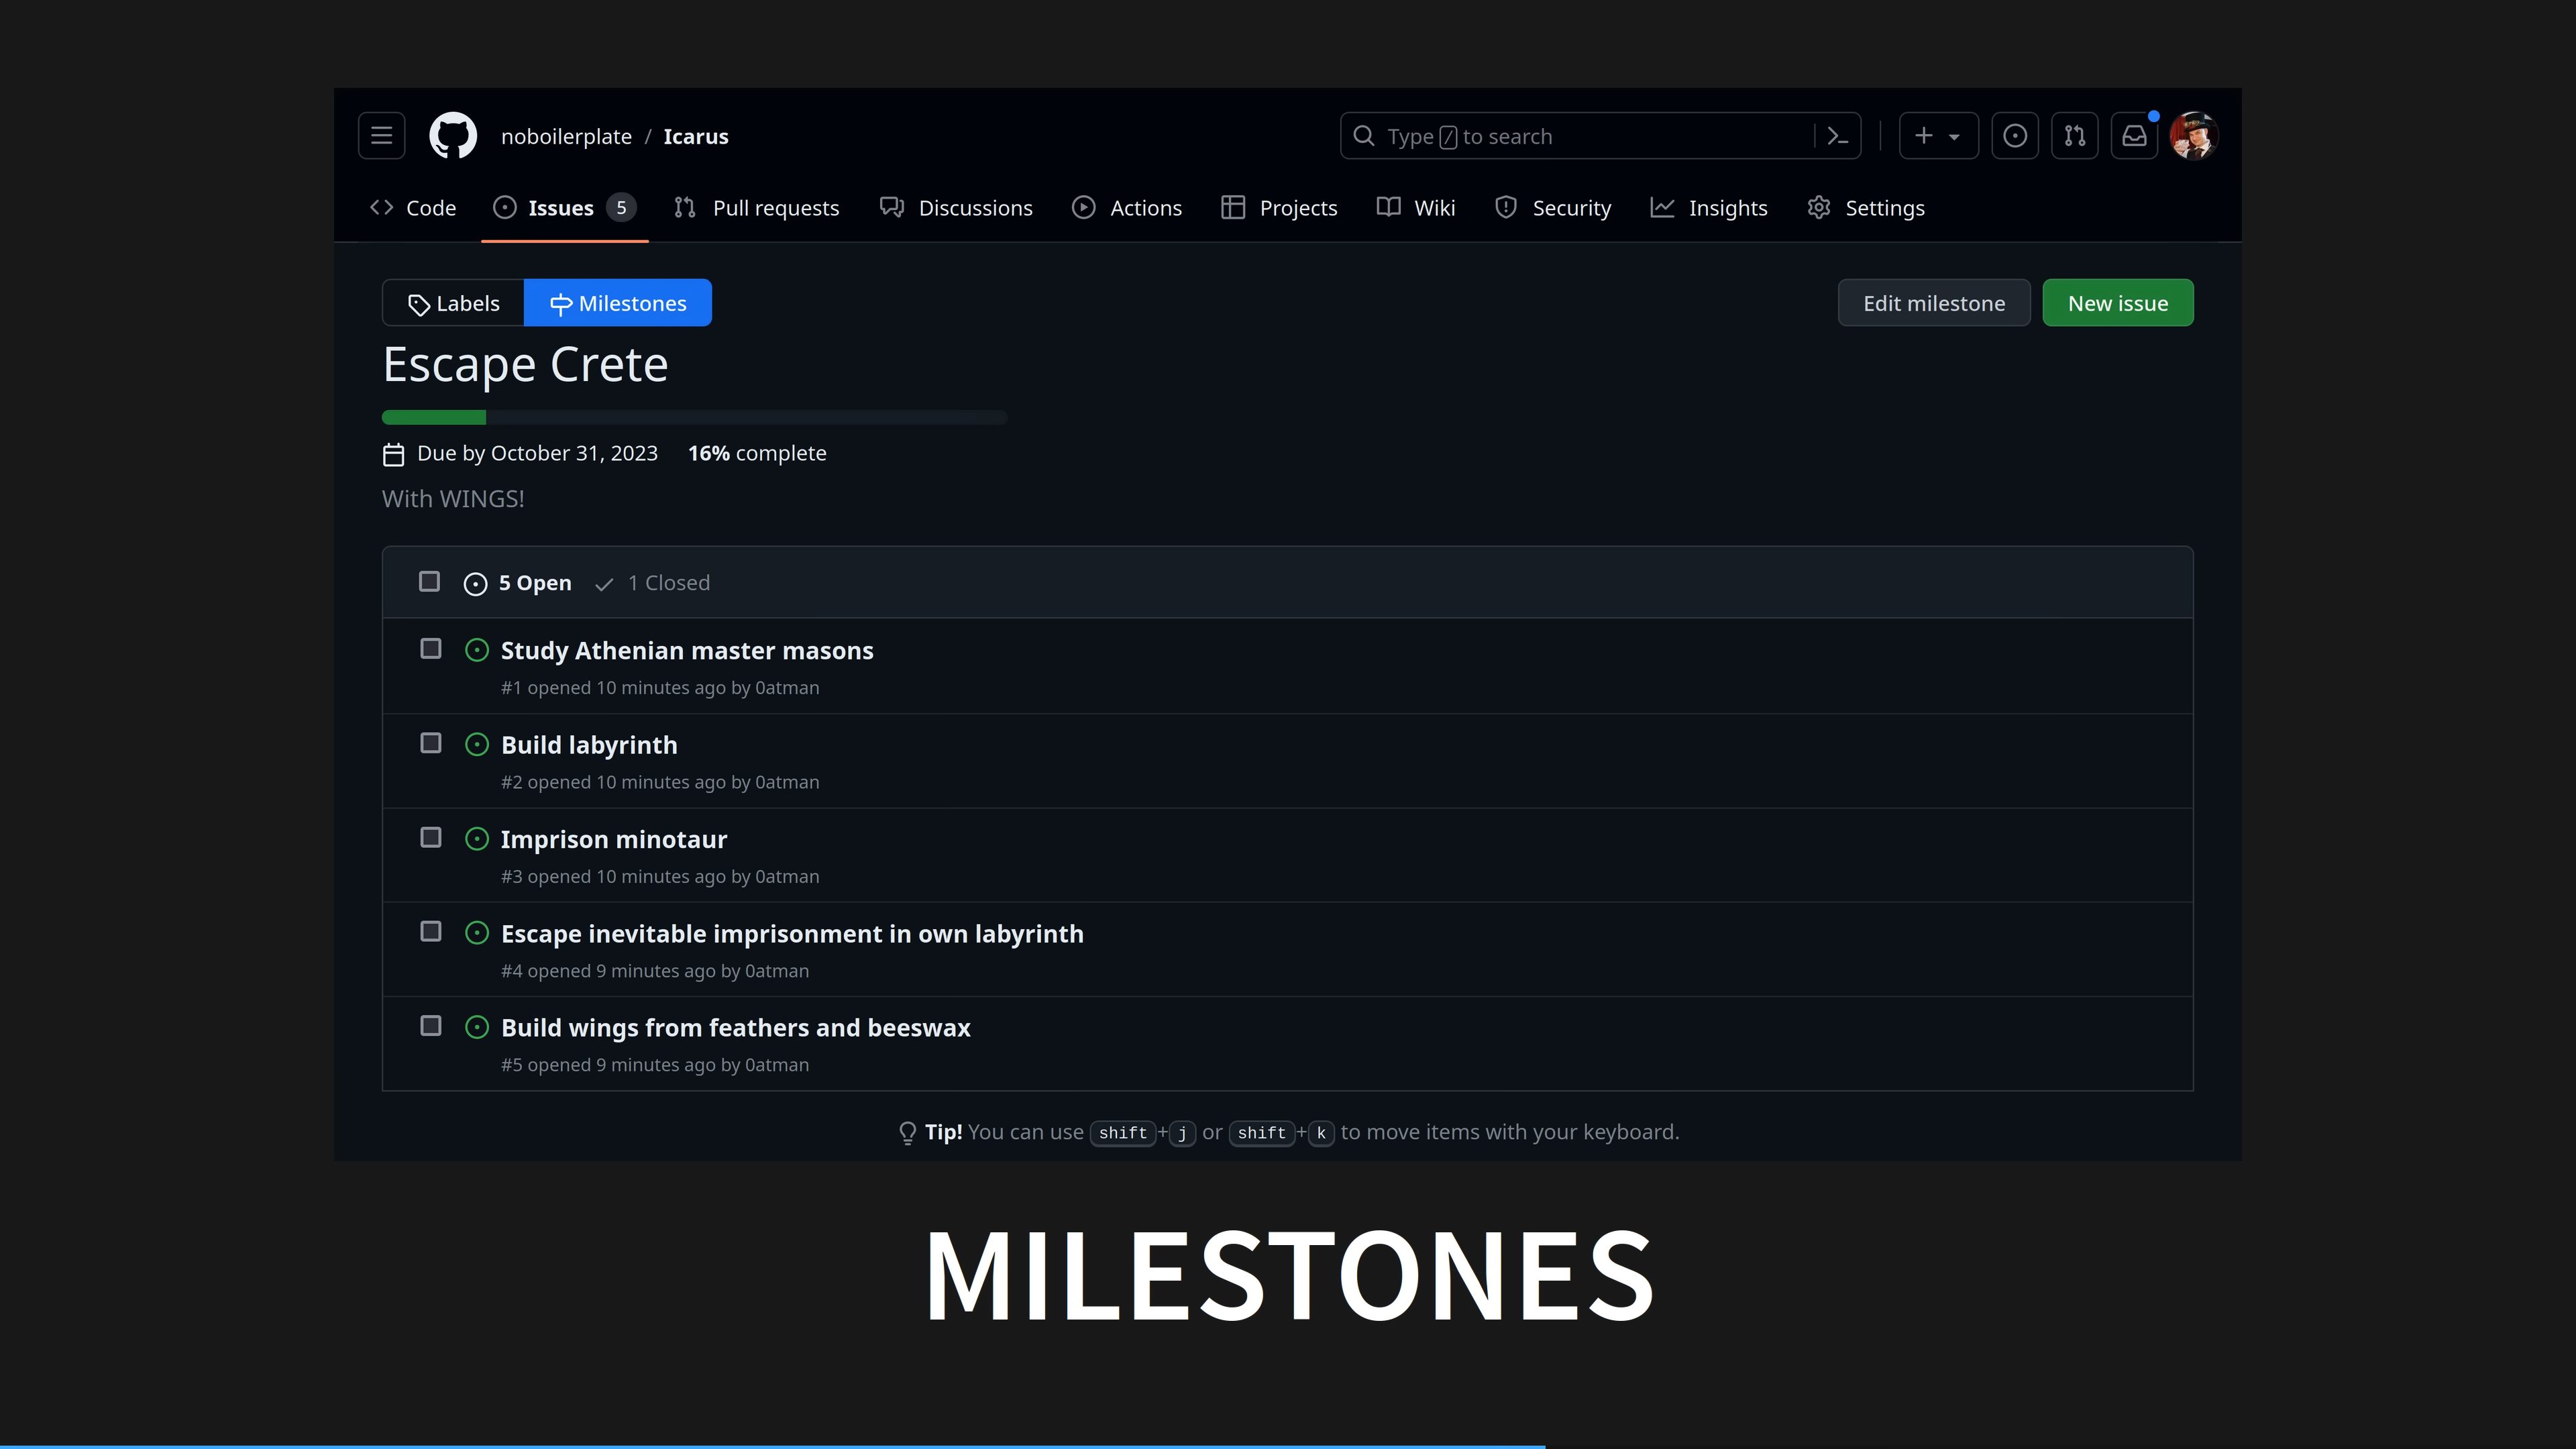 noboilerplate / Icarus
Type / to search
Code Issues 5 Pull requests Discussions Actions Projects Wiki Security Insights Settings
Labels Milestones
Edit milestone New issue
Escape Crete
Due by October 31, 2023 16% complete
With WINGS!
5 Open 1 Closed
Study Athenian master masons
#1 opened 10 minutes ago by 0atman
Build labyrinth
#2 opened 10 minutes ago by 0atman
Imprison minotaur
#3 opened 10 minutes ago by 0atman
Escape inevitable imprisonment in own labyrinth
#4 opened 9 minutes ago by 0atman
Build wings from feathers and beeswax
#5 opened 9 minutes ago by 0atman
Tip! You can use shift+j or shift+k to move items with your keyboard.
MILESTONES